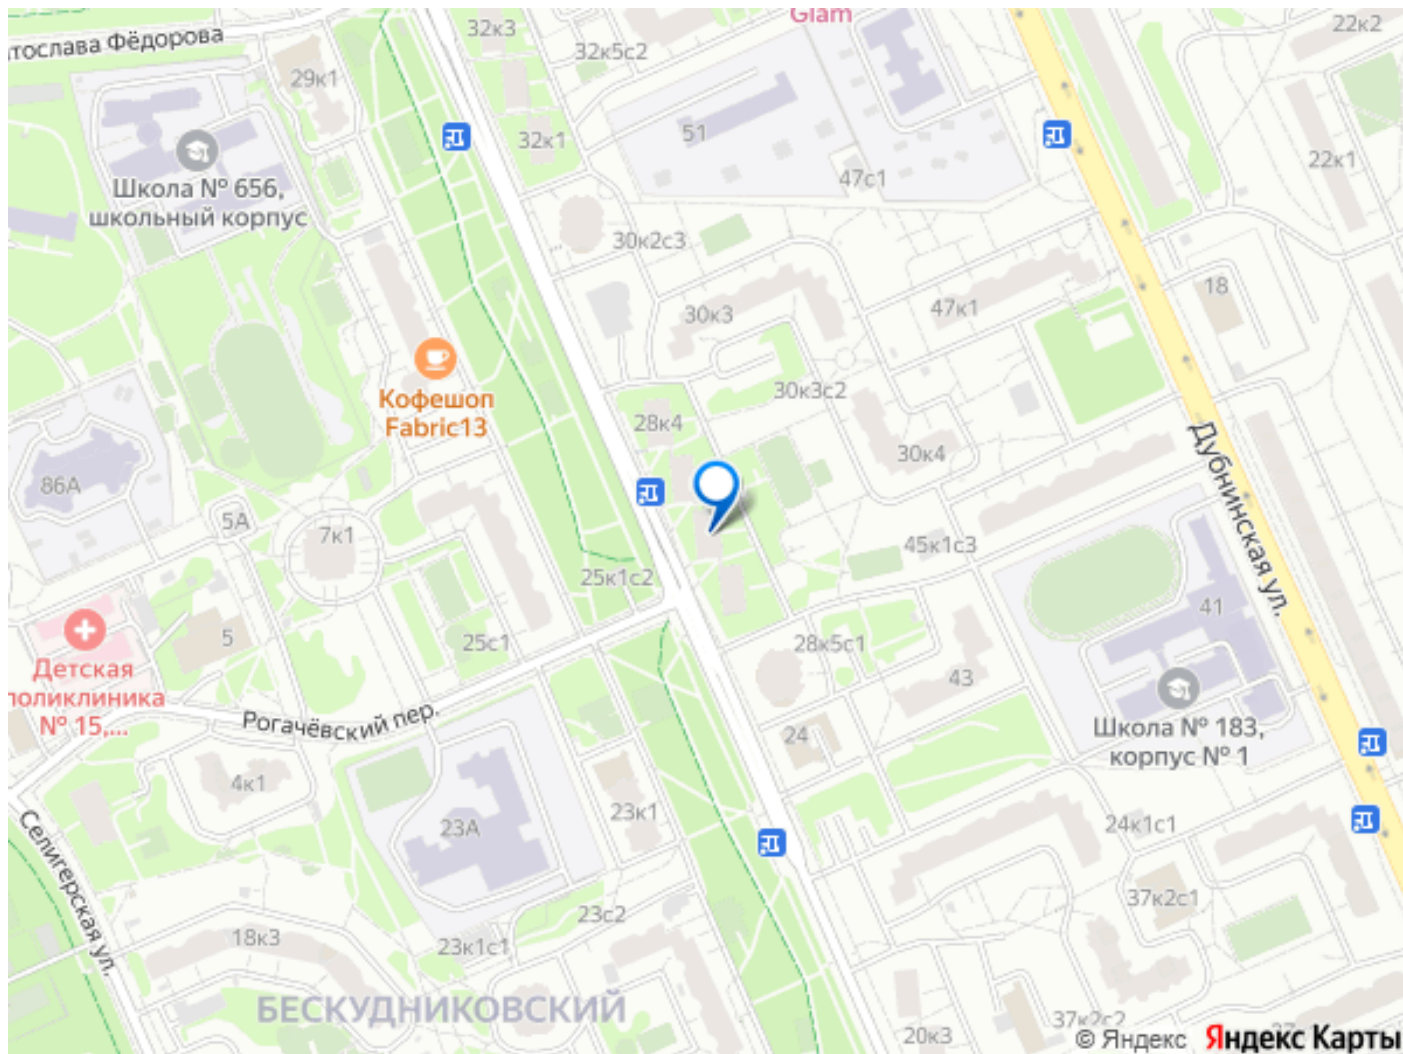 Glam
32к3
22к2
тослава Фёдорова
32к5с2
29к1
51
32к1
22к1
Школа № 656,
школьный корпус
47с1
30к2с3
18
30к3
47к1
Кофешоп
Fabric13
30к3с2
28к4
30к4
Дубнинская ул.
86А
5А
7к1
45к1с3
25к1с2
41
5
25с1
28к5с1
Детская
поликлиника
№ 15,...
43
Рогачёвский пер.
24
Школа № 183,
корпус № 1
4к1
23А
23к1
24к1с1
Селигерская ул.
37к2с1
23с2
18к3
23к1с1
БЕСКУДНИКОВСКИЙ
37к2с2
20к3
© Яндекс Яндекс Карты